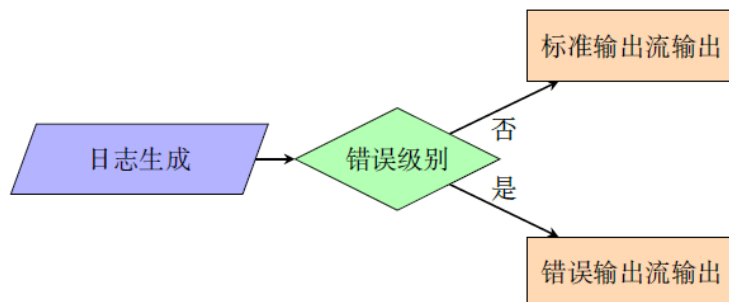 标准输出流输出
否
日志生成
错误级别
是
错误输出流输出